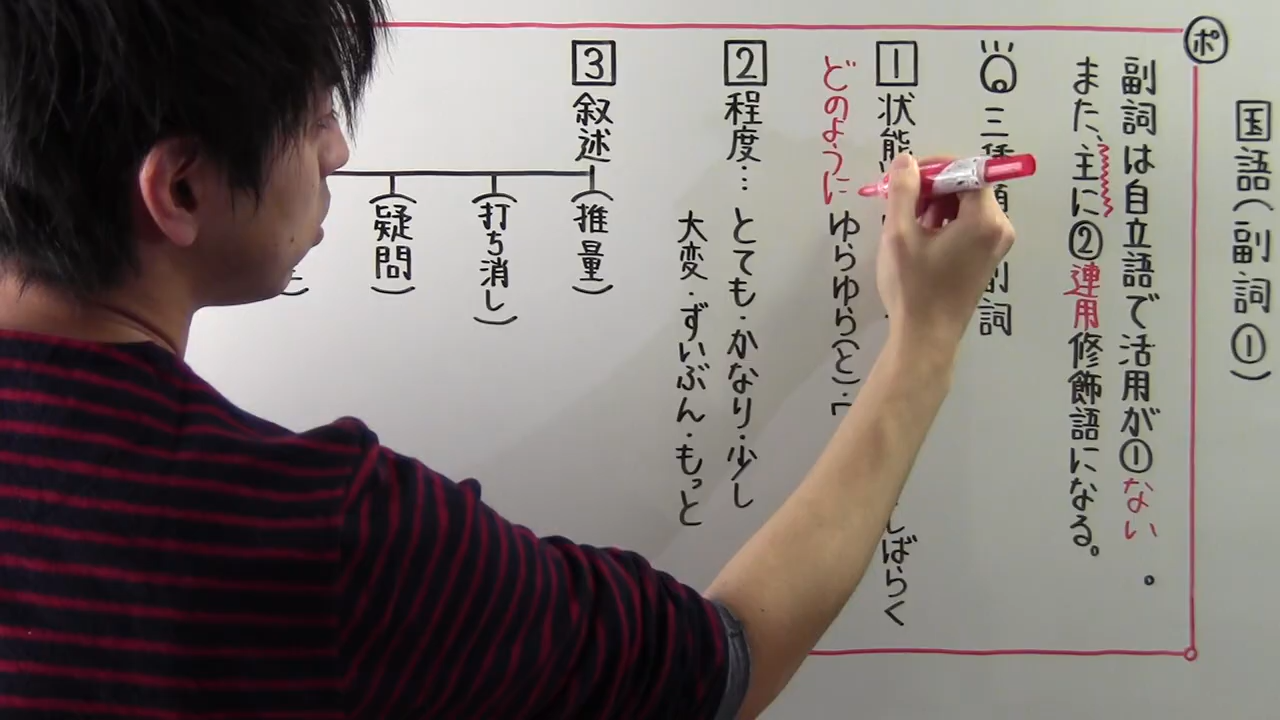 国語(副詞①)
ポ
副詞は自立語で活用が①ない。
また、主に②連用修飾語になる。
三 副詞
1 状態 しばらく
どのように ゆらゆら(と)・
2 程度… とても・かなり・少し
大変・ずいぶん・もっと
3 叙述 (推量)
(打ち消し)
(疑問)